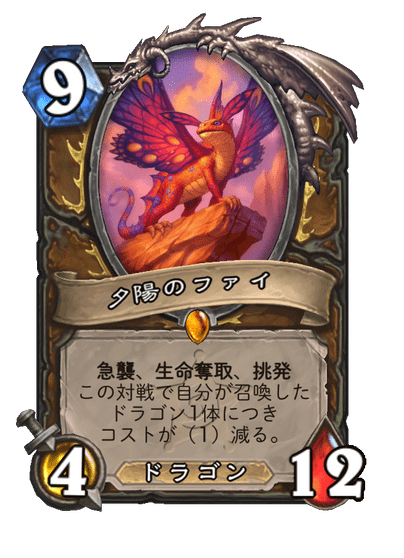 9
夕陽のファイ
急襲、生命奪取、挑発
この対戦で自分が召喚した
ドラゴン1体につき
コストが（1）減る。
4
ドラゴン
12